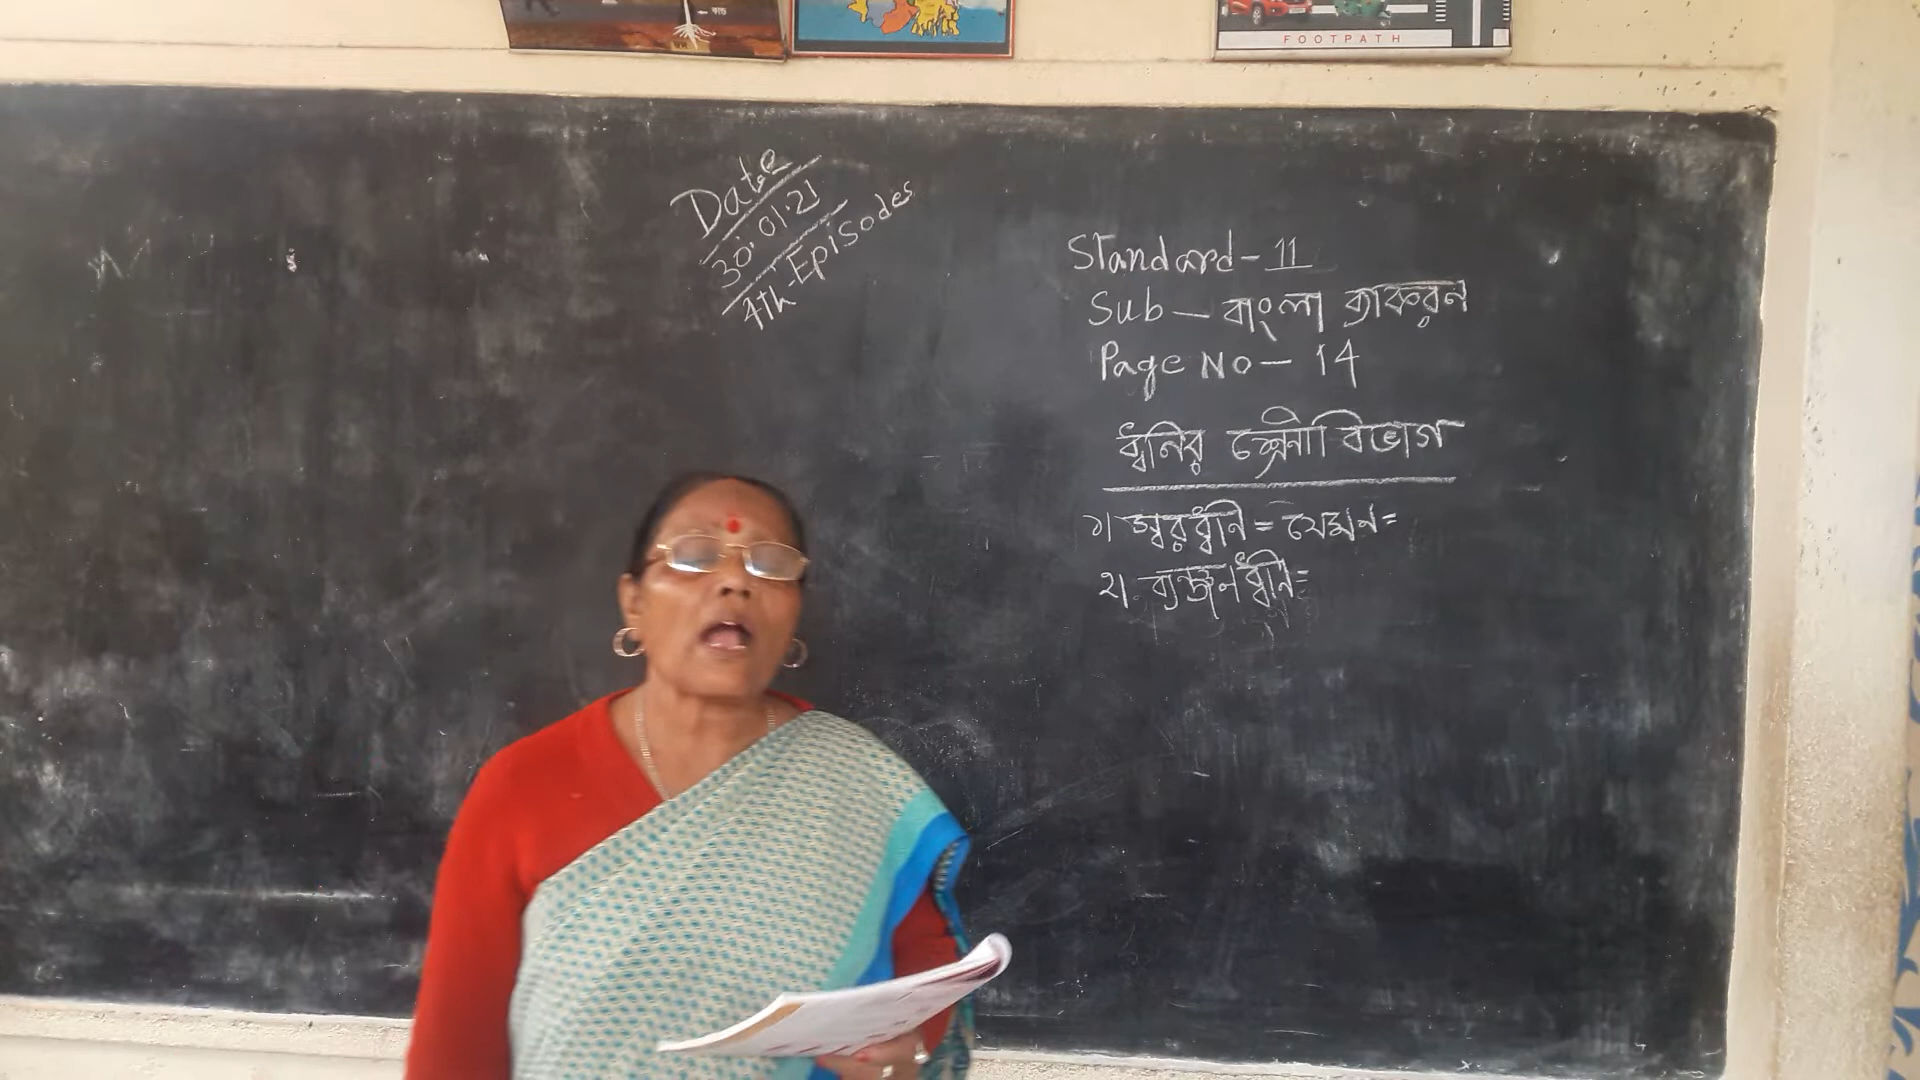 কান্ড
মূল
FOOTPATH
Date
30.01.21
4th-Episodes
Standard - 11
Sub - বাংলা ব্যাকরন
Page No - 14
ধ্বনির শ্রেণী বিভাগ
১। স্বরধ্বনি = যেমন=
২। ব্যঞ্জনধ্বনি=